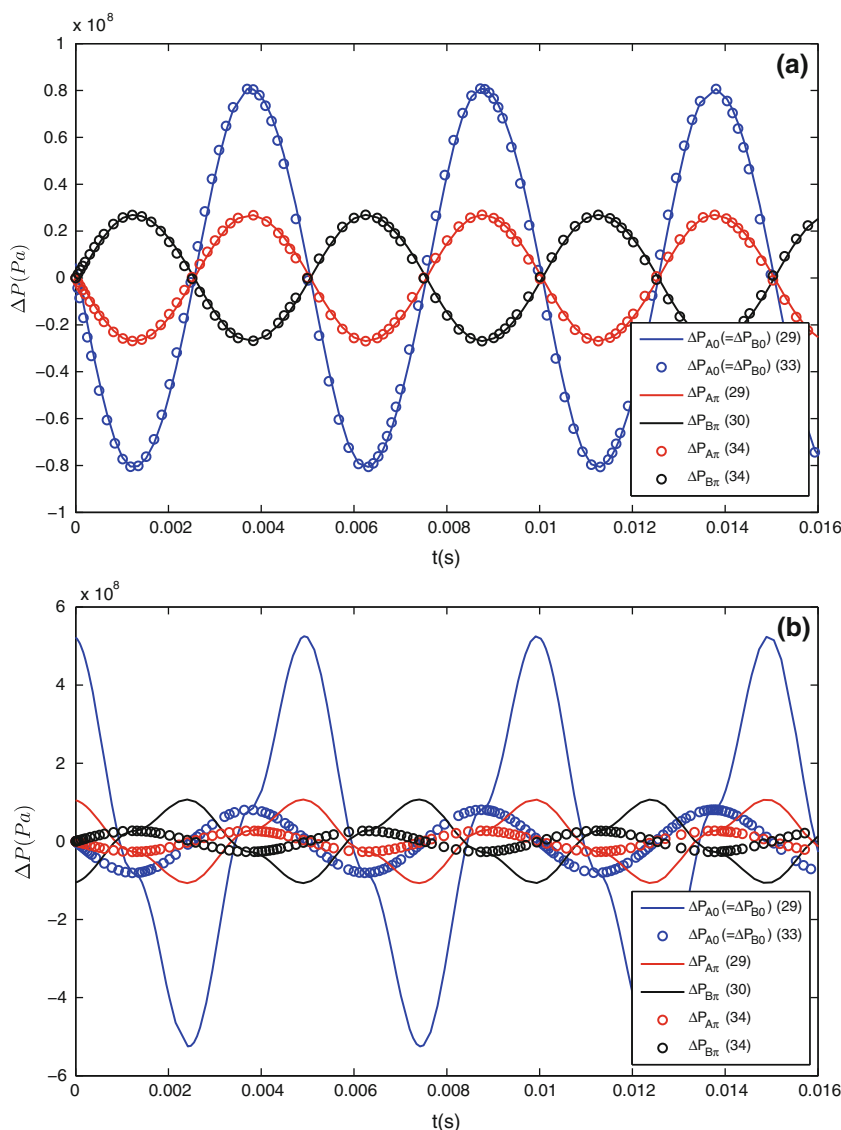 x 10^8
(a)
1
0.8
0.6
0.4
0.2
0
-0.2
-0.4
-0.6
-0.8
-1
ΔP(Pa)
ΔP_A0(=ΔP_B0) (29)
ΔP_A0(=ΔP_B0) (33)
ΔP_Aπ (29)
ΔP_Bπ (30)
ΔP_Aπ (34)
ΔP_Bπ (34)
0 0.002 0.004 0.006 0.008 0.01 0.012 0.014 0.016
t(s)
x 10^8
(b)
6
4
2
0
-2
-4
-6
ΔP(Pa)
ΔP_A0(=ΔP_B0) (29)
ΔP_A0(=ΔP_B0) (33)
ΔP_Aπ (29)
ΔP_Bπ (30)
ΔP_Aπ (34)
ΔP_Bπ (34)
0 0.002 0.004 0.006 0.008 0.01 0.012 0.014 0.016
t(s)